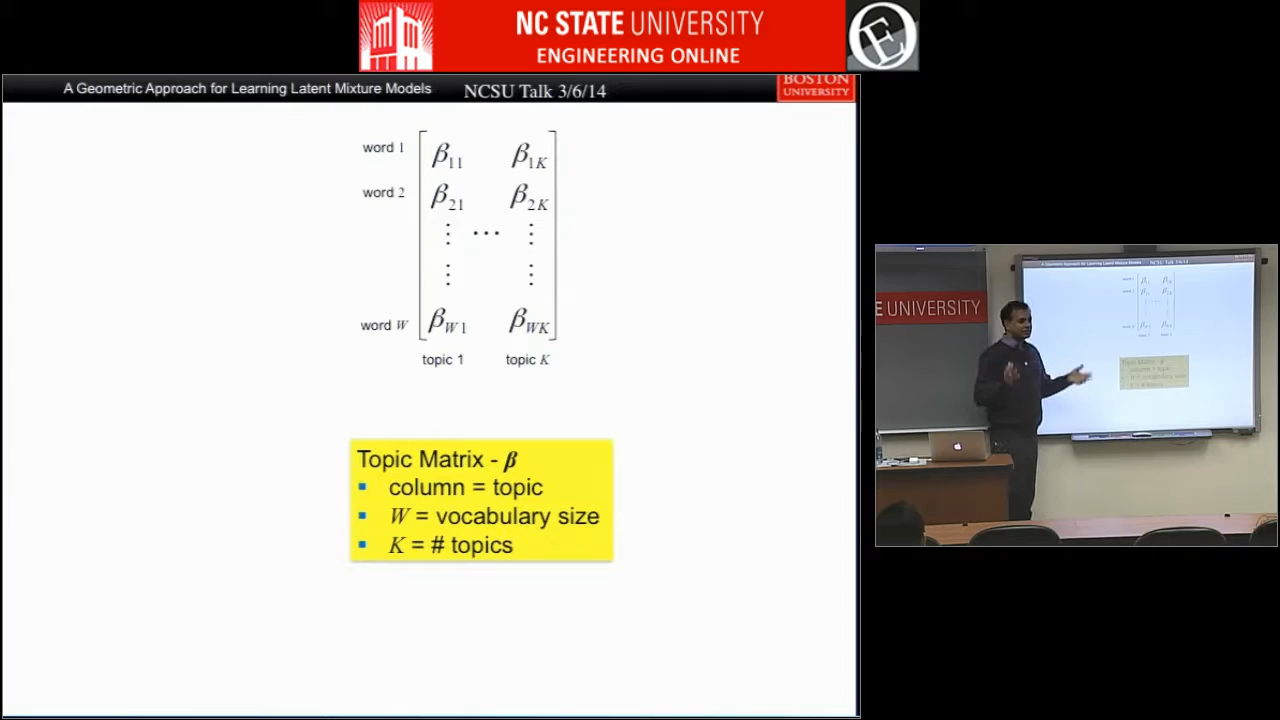 NC STATE UNIVERSITY
ENGINEERING ONLINE
A Geometric Approach for Learning Latent Mixture Models NCSU Talk 3/6/14
BOSTON
UNIVERSITY
word 1 β11 β1K
word 2 β21 β2K
⋮ ⋯ ⋮
⋮ ⋮
word W βW1 βWK
topic 1 topic K
Topic Matrix - β
▪ column = topic
▪ W = vocabulary size
▪ K = # topics
E UNIVERSITY